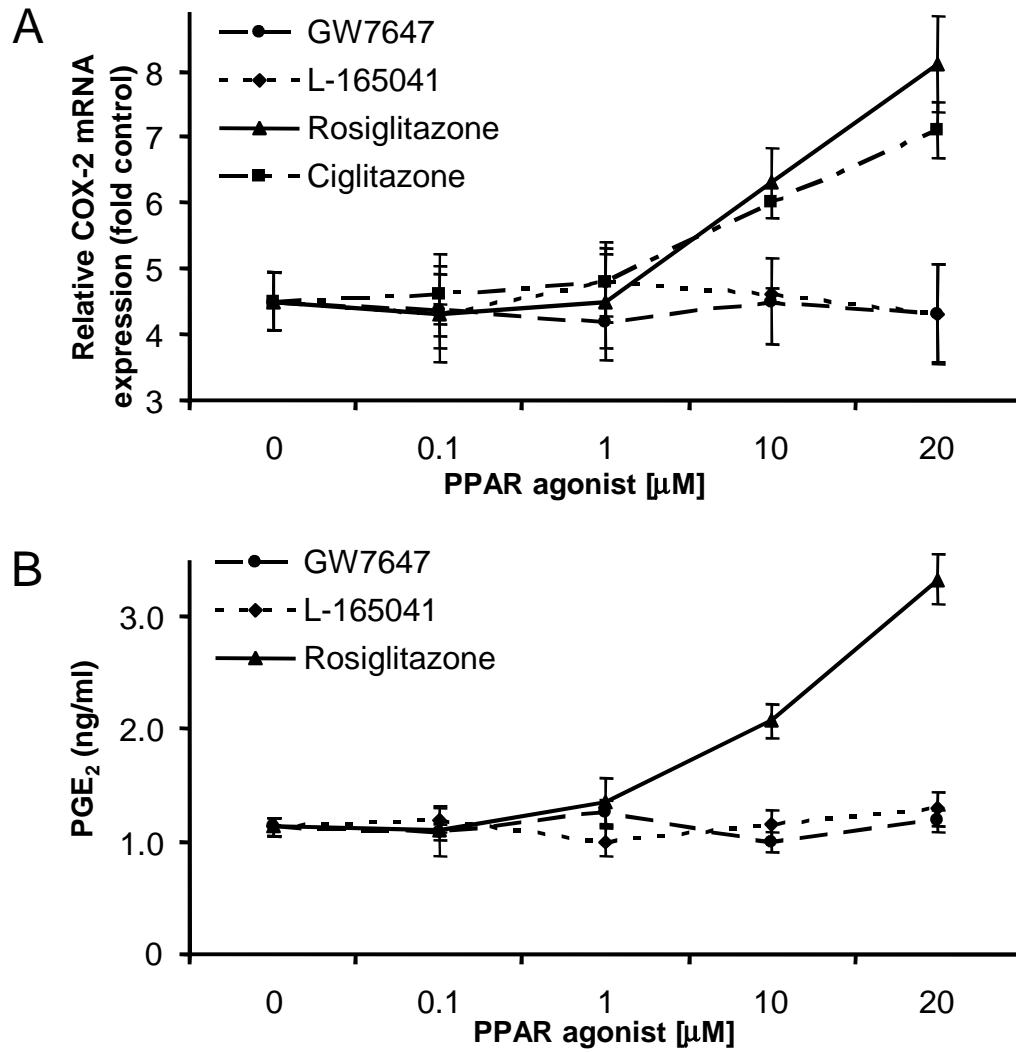 A
GW7647
L-165041
Rosiglitazone
Ciglitazone
Relative COX-2 mRNA
expression (fold control)
8
7
6
5
4
3
0 0.1 1 10 20
PPAR agonist [μM]
B
GW7647
L-165041
Rosiglitazone
PGE₂ (ng/ml)
3.0
2.0
1.0
0
0 0.1 1 10 20
PPAR agonist [μM]